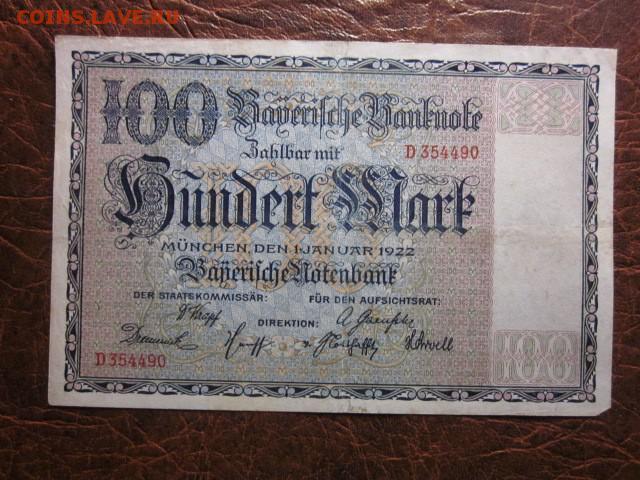 COINS.LAVE.RU
100 Bayerische Banknote
Zahlbar mit D 354490
Hundert Mark
MÜNCHEN, DEN 1. JANUAR 1922
Bayerische Notenbank
DER STAATSKOMMISSÄR: FÜR DEN AUFSICHTSRAT:
DIREKTION:
D 354490
100